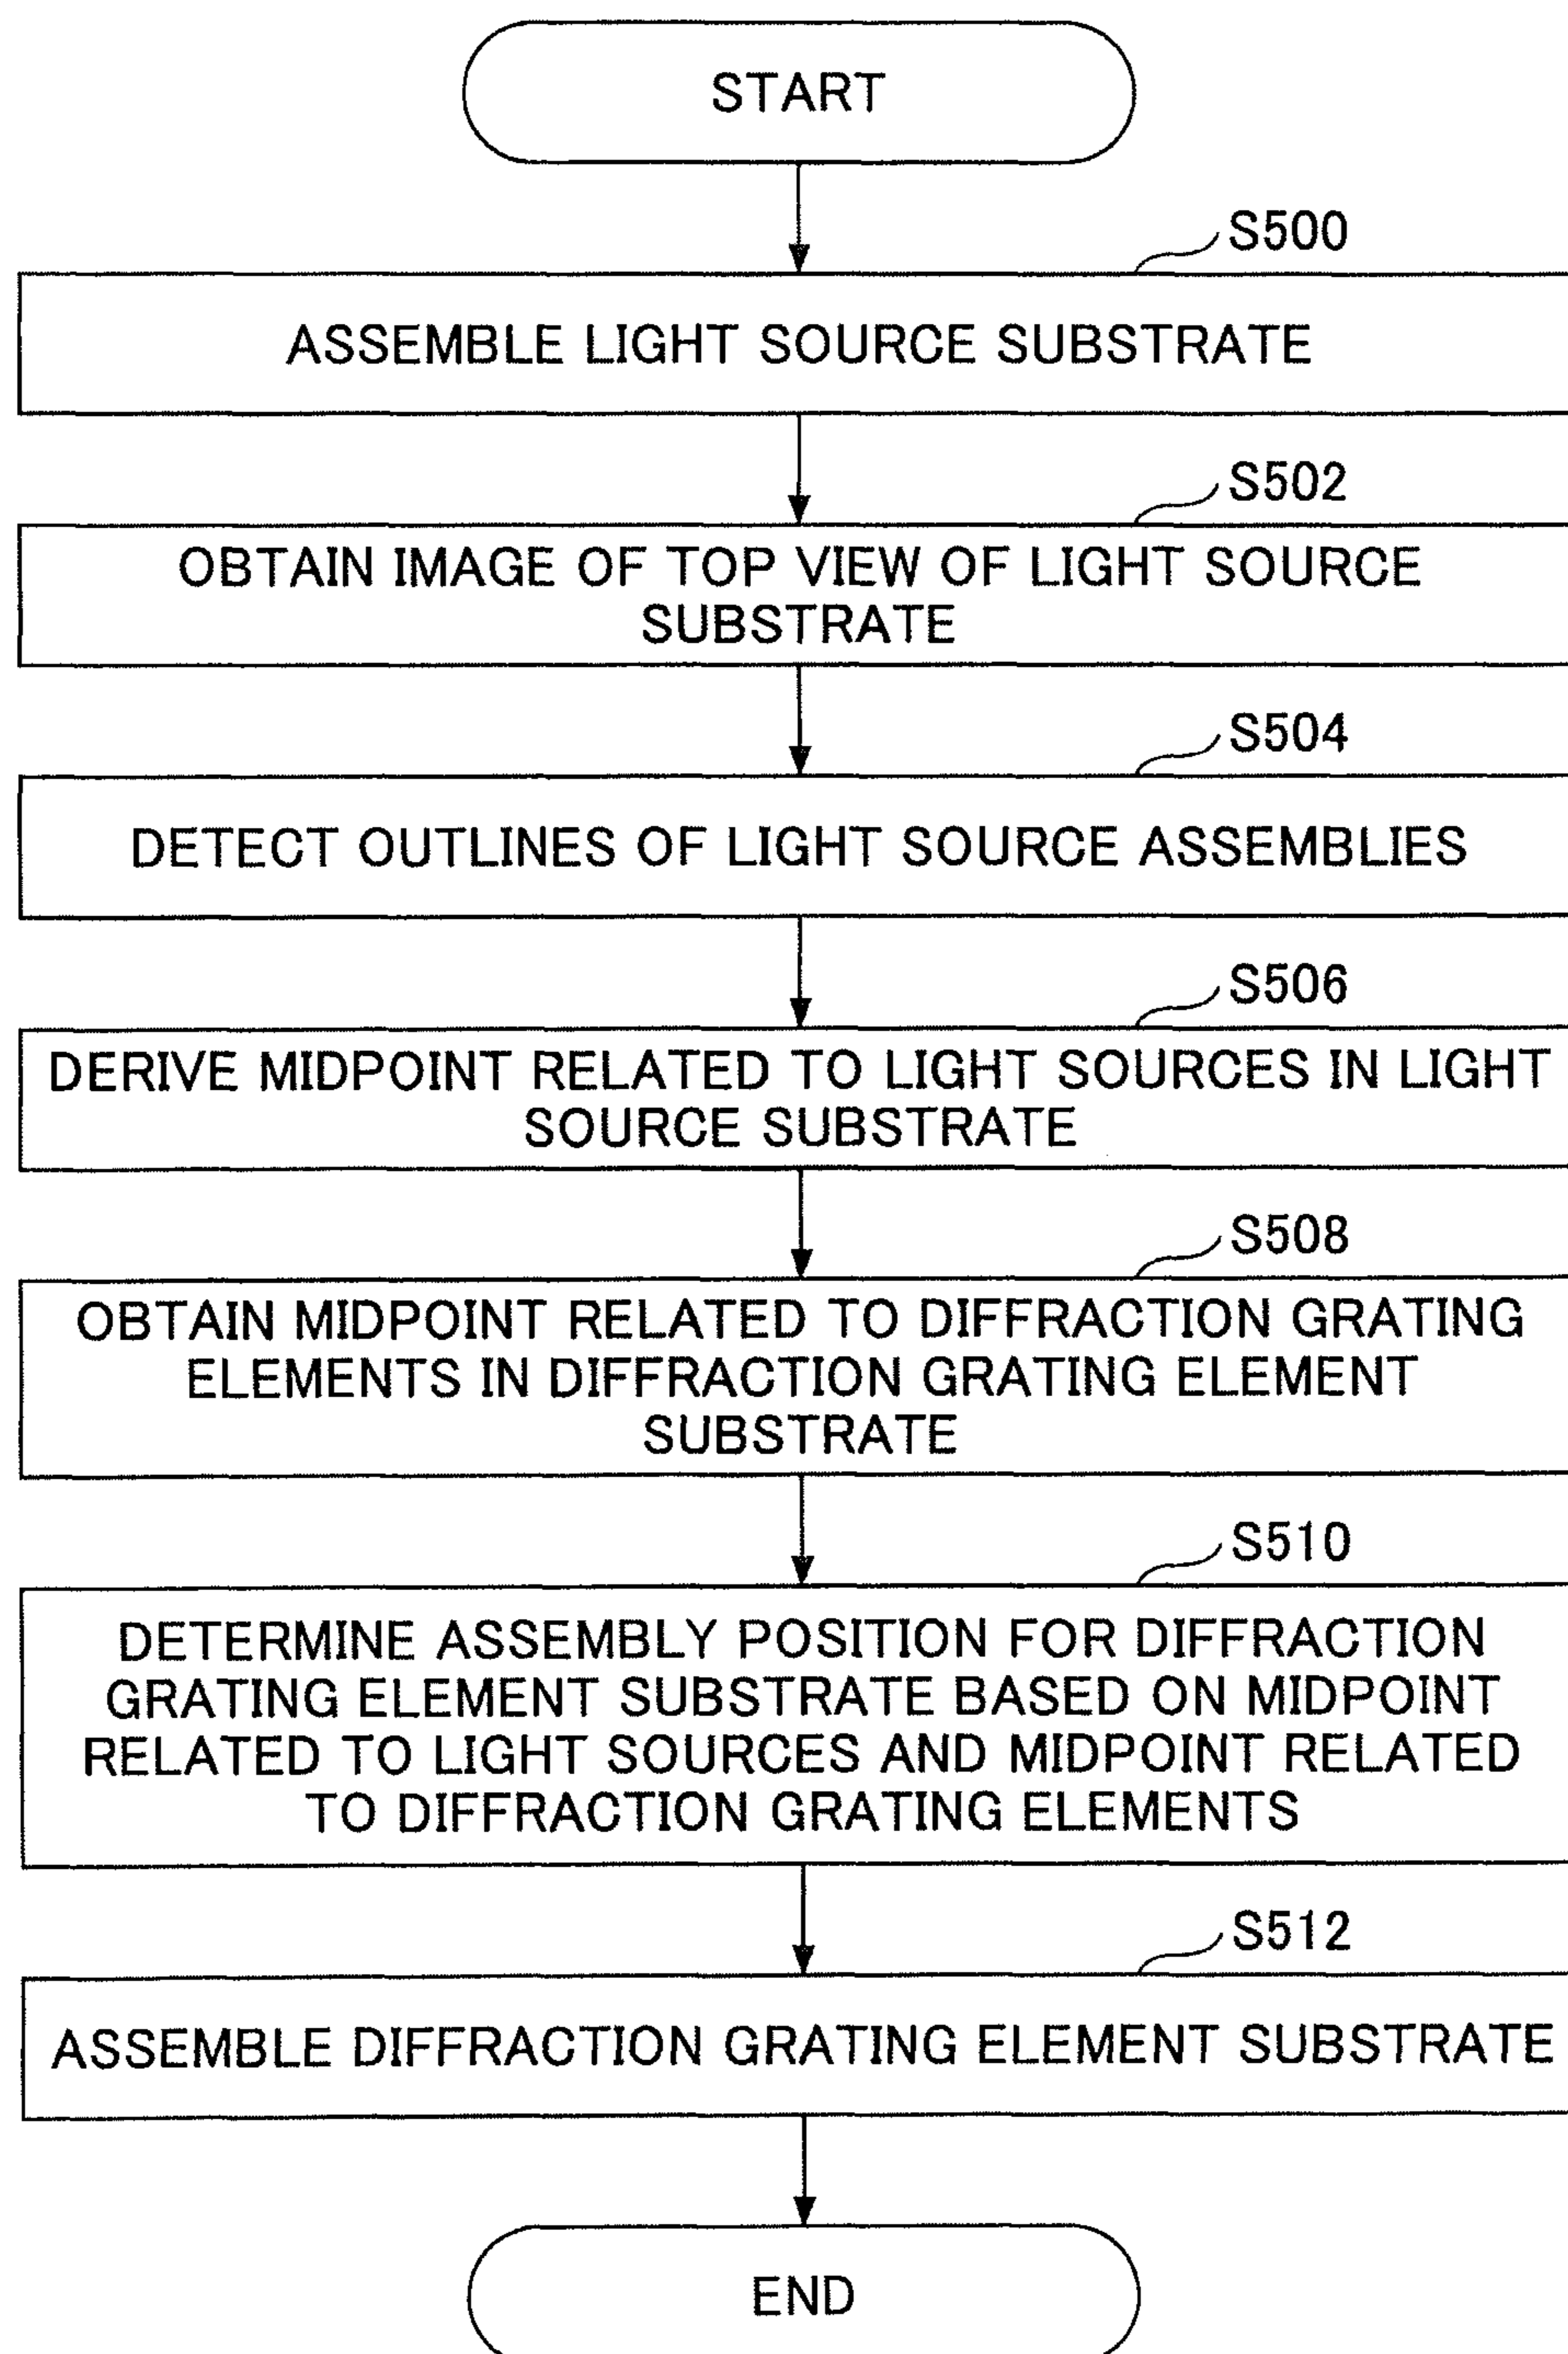 START
S500
ASSEMBLE LIGHT SOURCE SUBSTRATE
S502
OBTAIN IMAGE OF TOP VIEW OF LIGHT SOURCE
SUBSTRATE
S504
DETECT OUTLINES OF LIGHT SOURCE ASSEMBLIES
S506
DERIVE MIDPOINT RELATED TO LIGHT SOURCES IN LIGHT
SOURCE SUBSTRATE
S508
OBTAIN MIDPOINT RELATED TO DIFFRACTION GRATING
ELEMENTS IN DIFFRACTION GRATING ELEMENT
SUBSTRATE
S510
DETERMINE ASSEMBLY POSITION FOR DIFFRACTION
GRATING ELEMENT SUBSTRATE BASED ON MIDPOINT
RELATED TO LIGHT SOURCES AND MIDPOINT RELATED
TO DIFFRACTION GRATING ELEMENTS
S512
ASSEMBLE DIFFRACTION GRATING ELEMENT SUBSTRATE
END